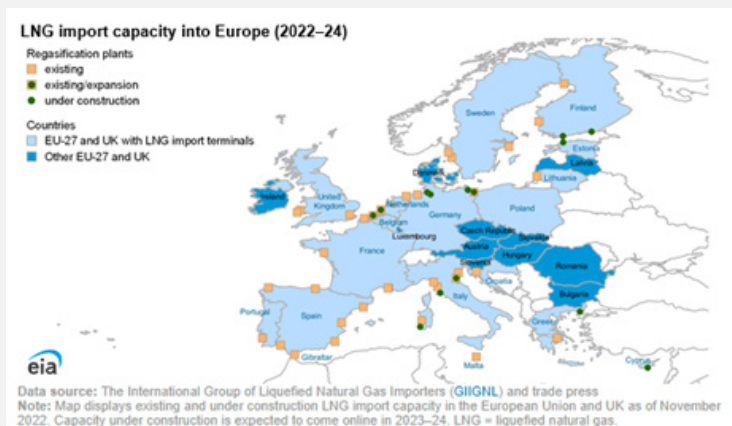 LNG import capacity into Europe (2022–24)
Regasification plants
existing
existing/expansion
under construction
Countries
EU-27 and UK with LNG import terminals
Other EU-27 and UK
Sweden
Finland
Estonia
Latvia
Lithuania
Denmark
Ireland
United
Kingdom
Netherlands
Belgium
Germany
Poland
Luxembourg
Czech Republic
Slovakia
Austria
Hungary
Slovenia
France
Romania
Croatia
Bulgaria
Italy
Portugal
Spain
Greece
Gibraltar
Malta
Cyprus
eia
Data source: The International Group of Liquefied Natural Gas Importers (GIIGNL) and trade press
Note: Map displays existing and under construction LNG import capacity in the European Union and UK as of November
2022. Capacity under construction is expected to come online in 2023–24. LNG = liquefied natural gas.